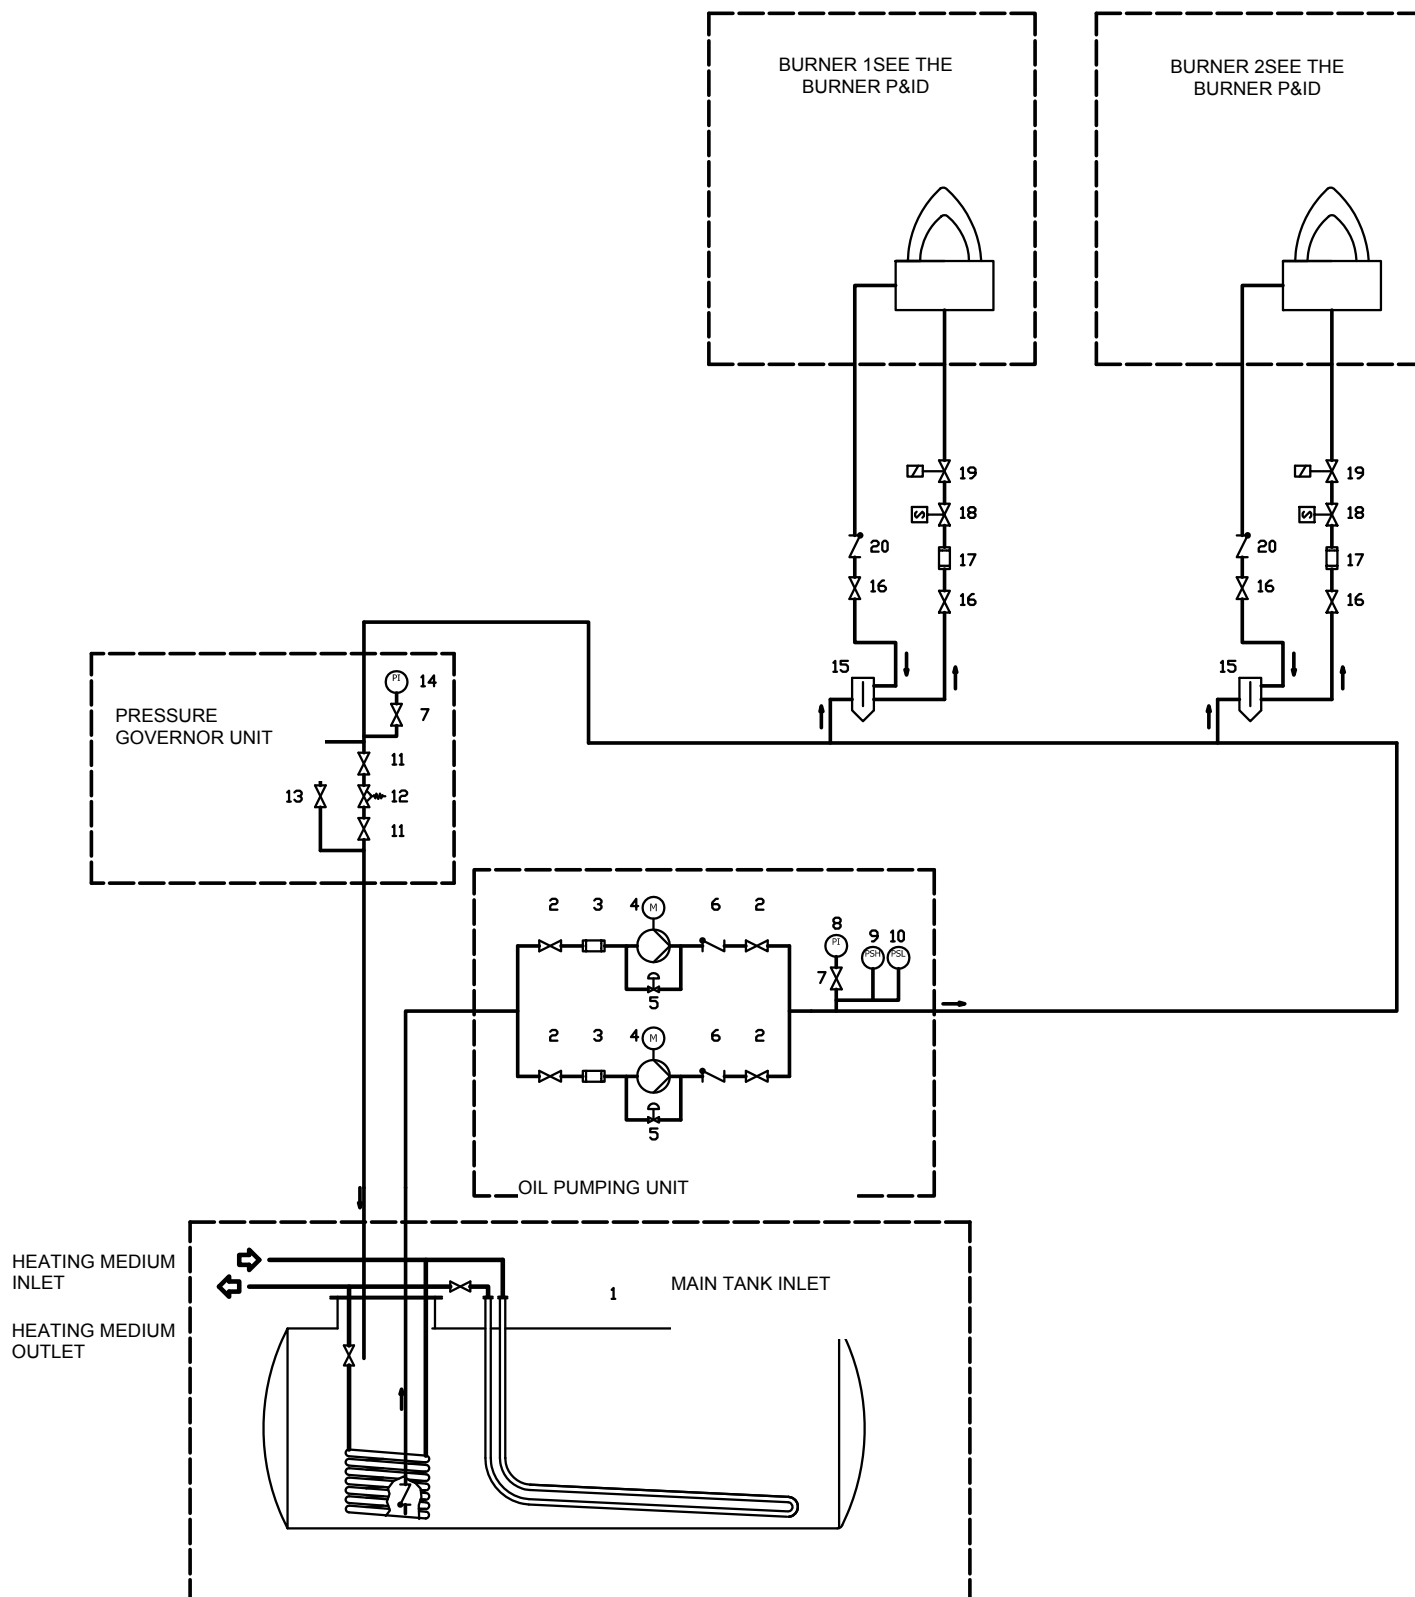 BURNER 1SEE THE
BURNER P&ID
BURNER 2SEE THE
BURNER P&ID
19
19
18
18
20
17
20
17
16
16
16
16
15
15
PI
14
7
PRESSURE
GOVERNOR UNIT
11
13
12
11
2
3
4
M
6
2
8
PI
9
10
PSH
PSL
7
5
2
3
4
M
6
2
5
OIL PUMPING UNIT
HEATING MEDIUM
INLET
1
MAIN TANK INLET
HEATING MEDIUM
OUTLET
S
S